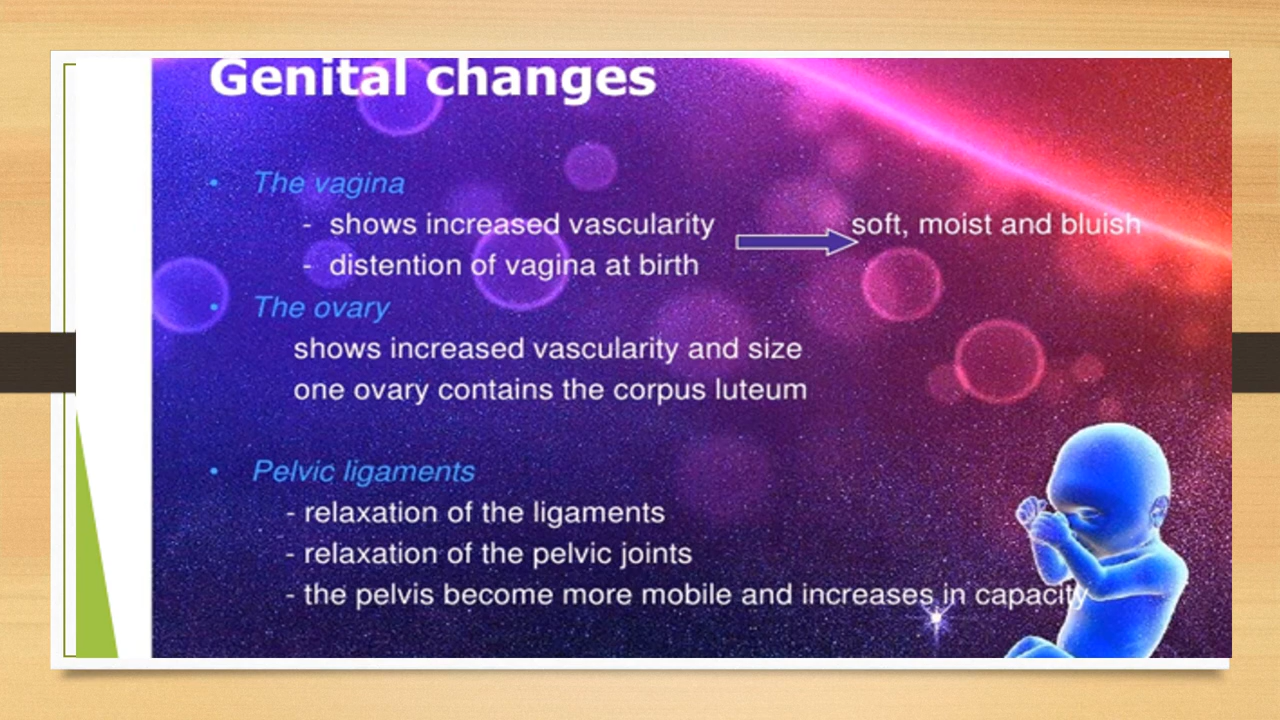 Genital changes
• The vagina
- shows increased vascularity soft, moist and bluish
- distention of vagina at birth
• The ovary
shows increased vascularity and size
one ovary contains the corpus luteum
• Pelvic ligaments
- relaxation of the ligaments
- relaxation of the pelvic joints
- the pelvis become more mobile and increases in capacity